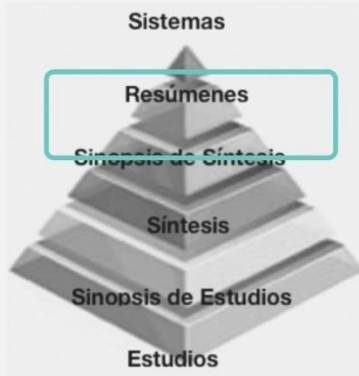 Sistemas
Resúmenes
Sinopsis de Síntesis
Síntesis
Sinopsis de Estudios
Estudios